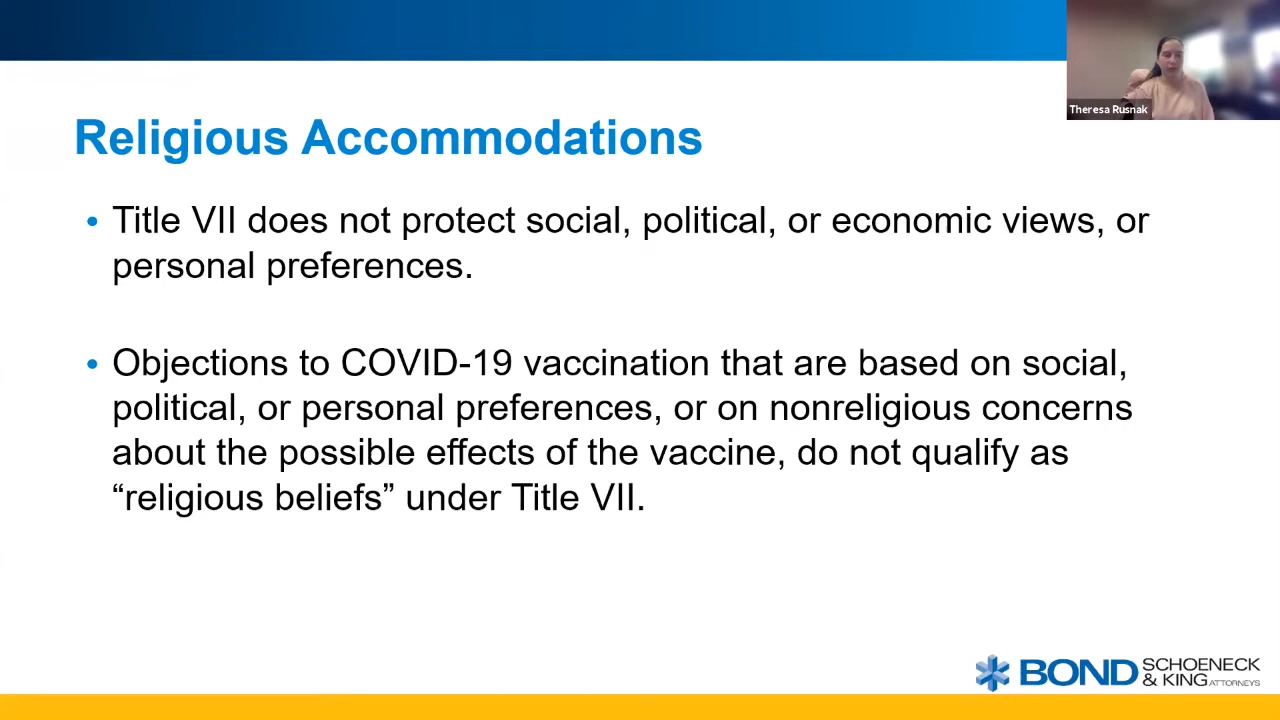 Theresa Rusnak
Religious Accommodations
• Title VII does not protect social, political, or economic views, or
personal preferences.
• Objections to COVID-19 vaccination that are based on social,
political, or personal preferences, or on nonreligious concerns
about the possible effects of the vaccine, do not qualify as
“religious beliefs” under Title VII.
BOND SCHOENECK
& KING ATTORNEYS